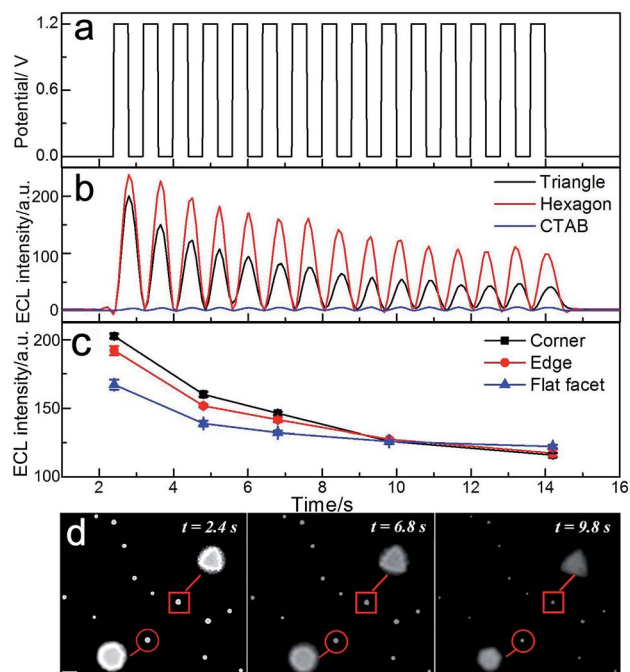 a
Potential/ V
1.2
0.6
0.0
b
ECL intensity/a.u.
200
100
0
Triangle
Hexagon
CTAB
c
ECL intensity/a.u.
200
150
100
Corner
Edge
Flat facet
2 4 6 8 10 12 14 16
Time/s
d
t = 2.4 s
t = 6.8 s
t = 9.8 s